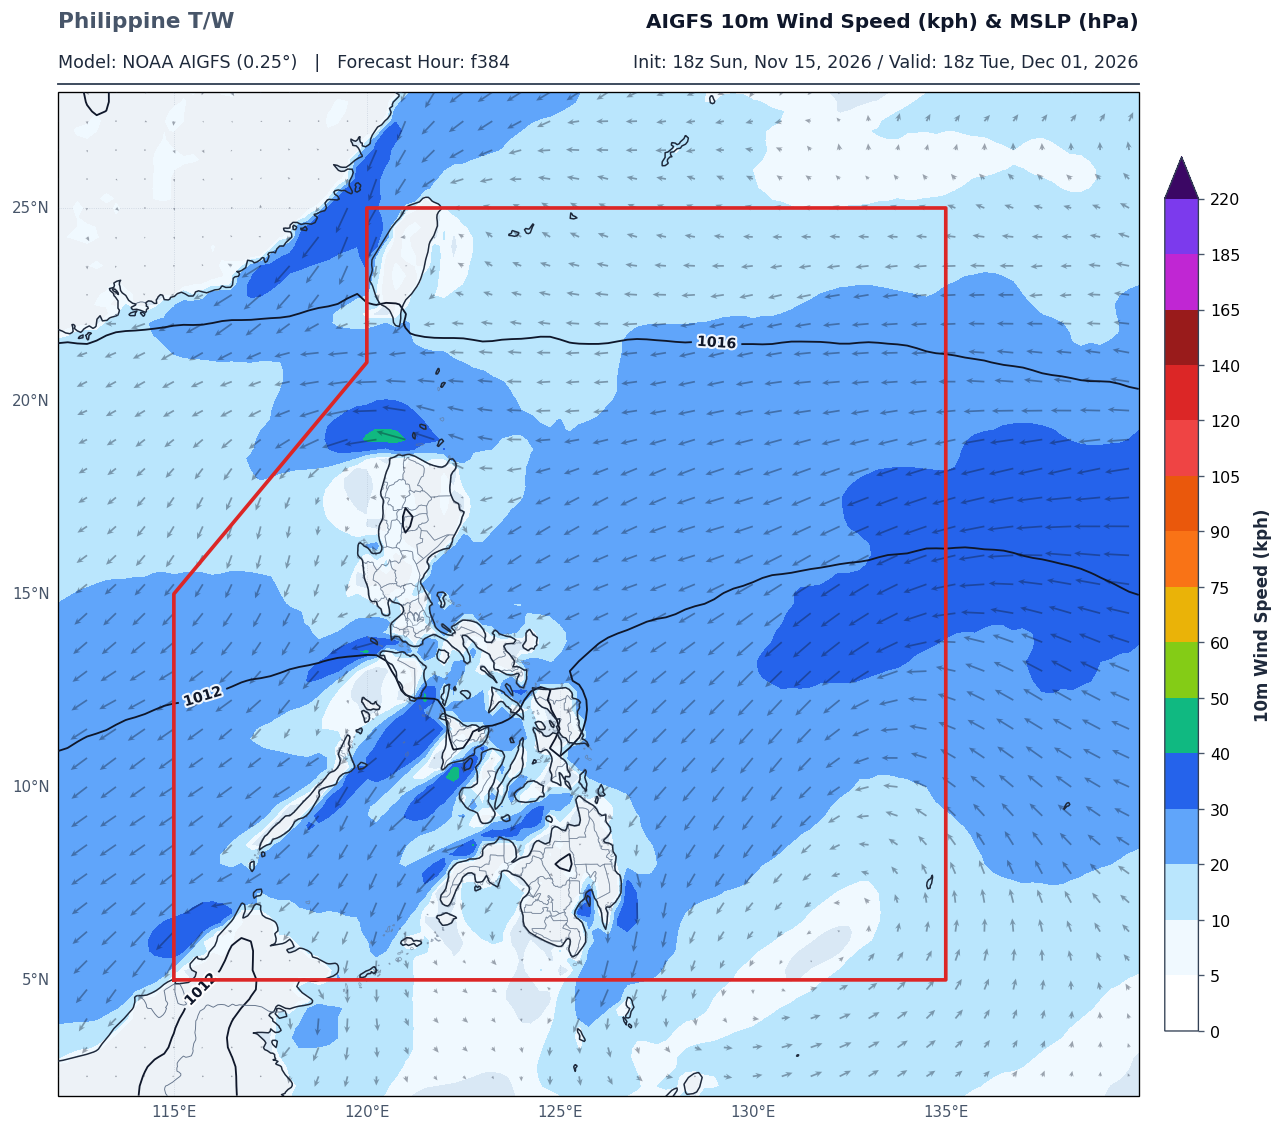 Philippine T/W
AIGFS 10m Wind Speed (kph) & MSLP (hPa)
Model: NOAA AIGFS (0.25°) | Forecast Hour: f384
Init: 18z Sun, Nov 15, 2026 / Valid: 18z Tue, Dec 01, 2026
25°N
20°N
15°N
10°N
5°N
1016
1012
1012
115°E
120°E
125°E
130°E
135°E
220
185
165
140
120
105
90
75
60
50
40
30
20
10
5
0
10m Wind Speed (kph)